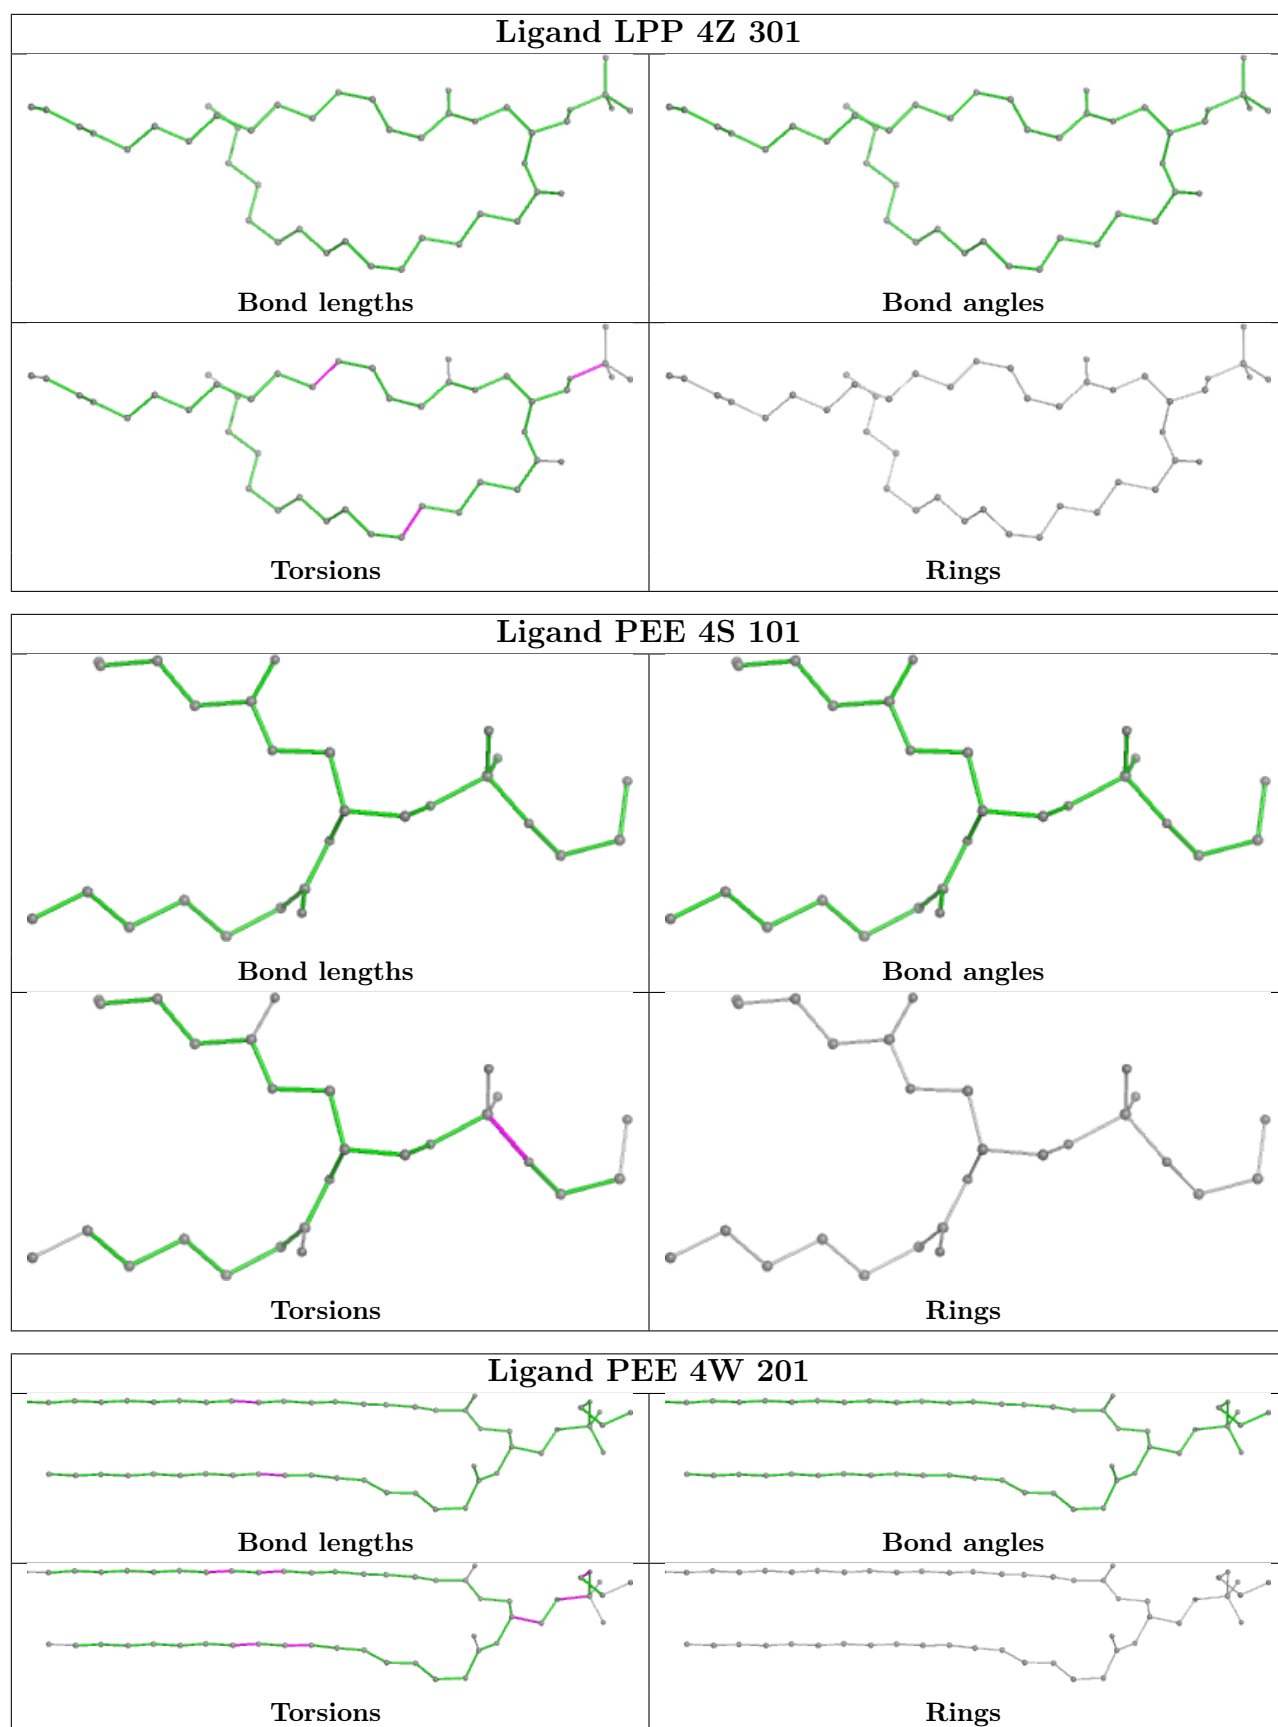 Ligand LPP 4Z 301
Bond lengths
Bond angles
Torsions
Rings
Ligand PEE 4S 101
Bond lengths
Bond angles
Torsions
Rings
Ligand PEE 4W 201
Bond lengths
Bond angles
Torsions
Rings